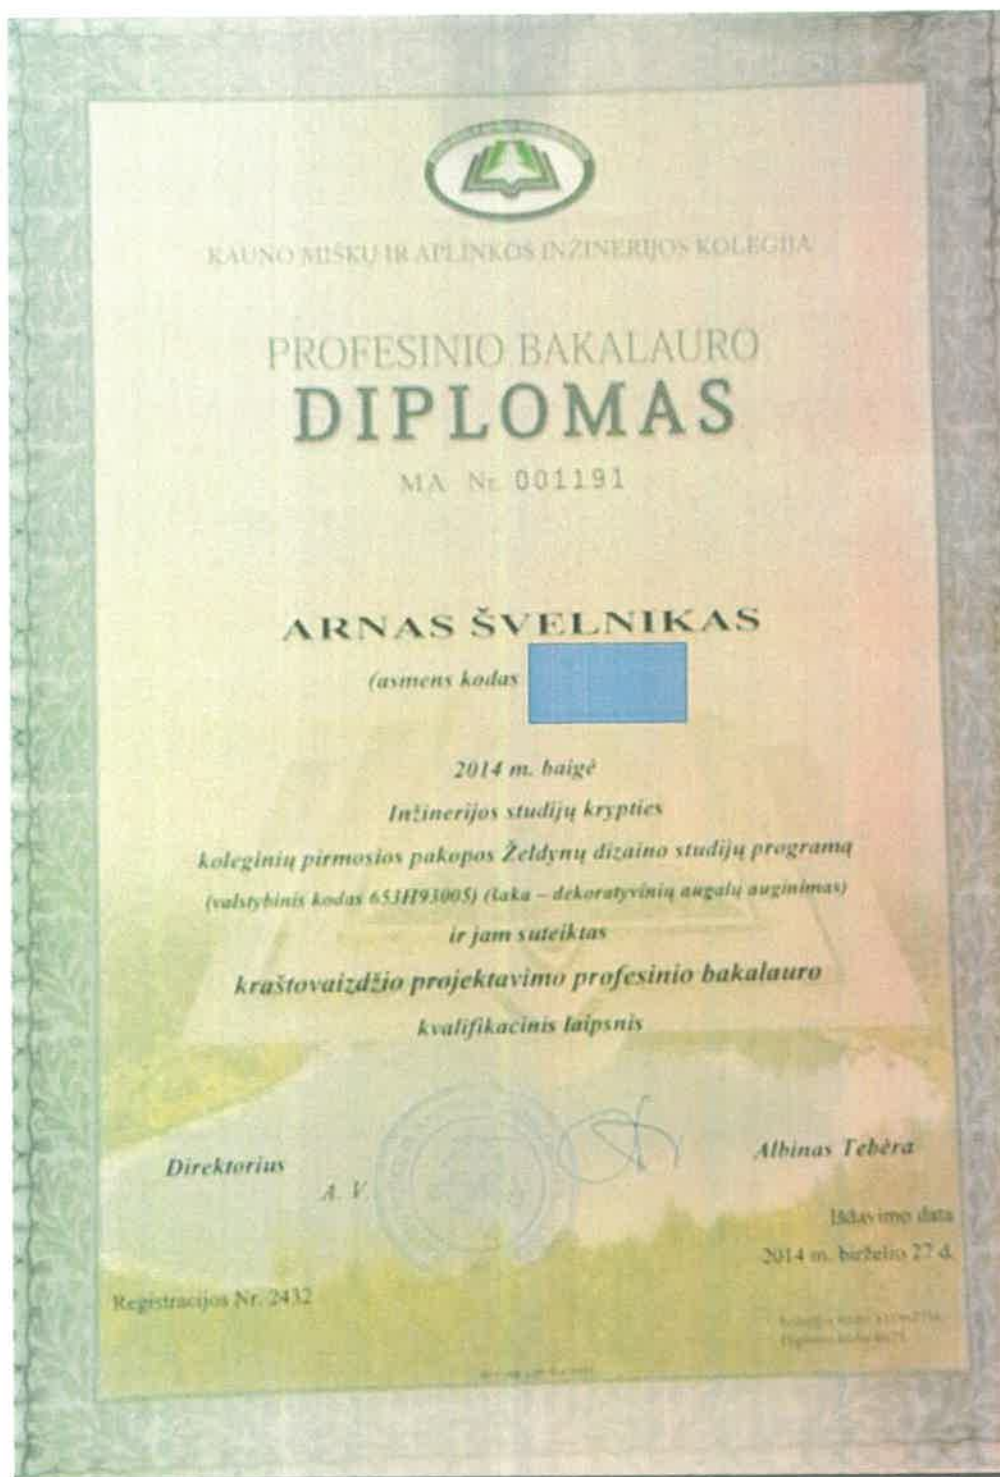 KAUNO MIŠKŲ IR APLINKOS INŽINERIJOS KOLEGIJA
PROFESINIO BAKALAURO
DIPLOMAS
MA Nr. 001191
ARNAS ŠVELNIKAS
(asmens kodas
2014 m. baigė
Inžinerijos studijų krypties
koleginių pirmosios pakopos Želdynų dizaino studijų programą
(valstybinis kodas 653H93005) (šaka – dekoratyvinių augalų auginimas)
ir jam suteiktas
kraštovaizdžio projektavimo profesinio bakalauro
kvalifikacinis laipsnis
Direktorius
A. V.
Albinas Tebėra
Išdavimo data
2014 m. birželio 27 d.
Registracijos Nr. 2432